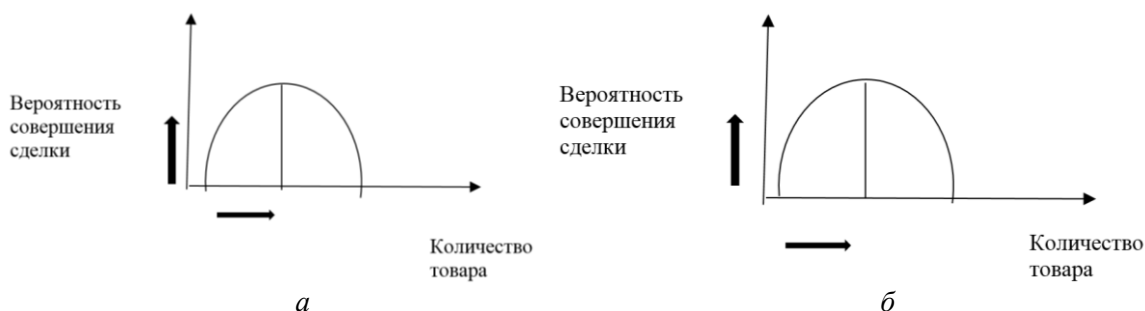 Вероятность
совершения
сделки
Количество
товара
а
Вероятность
совершения
сделки
Количество
товара
б